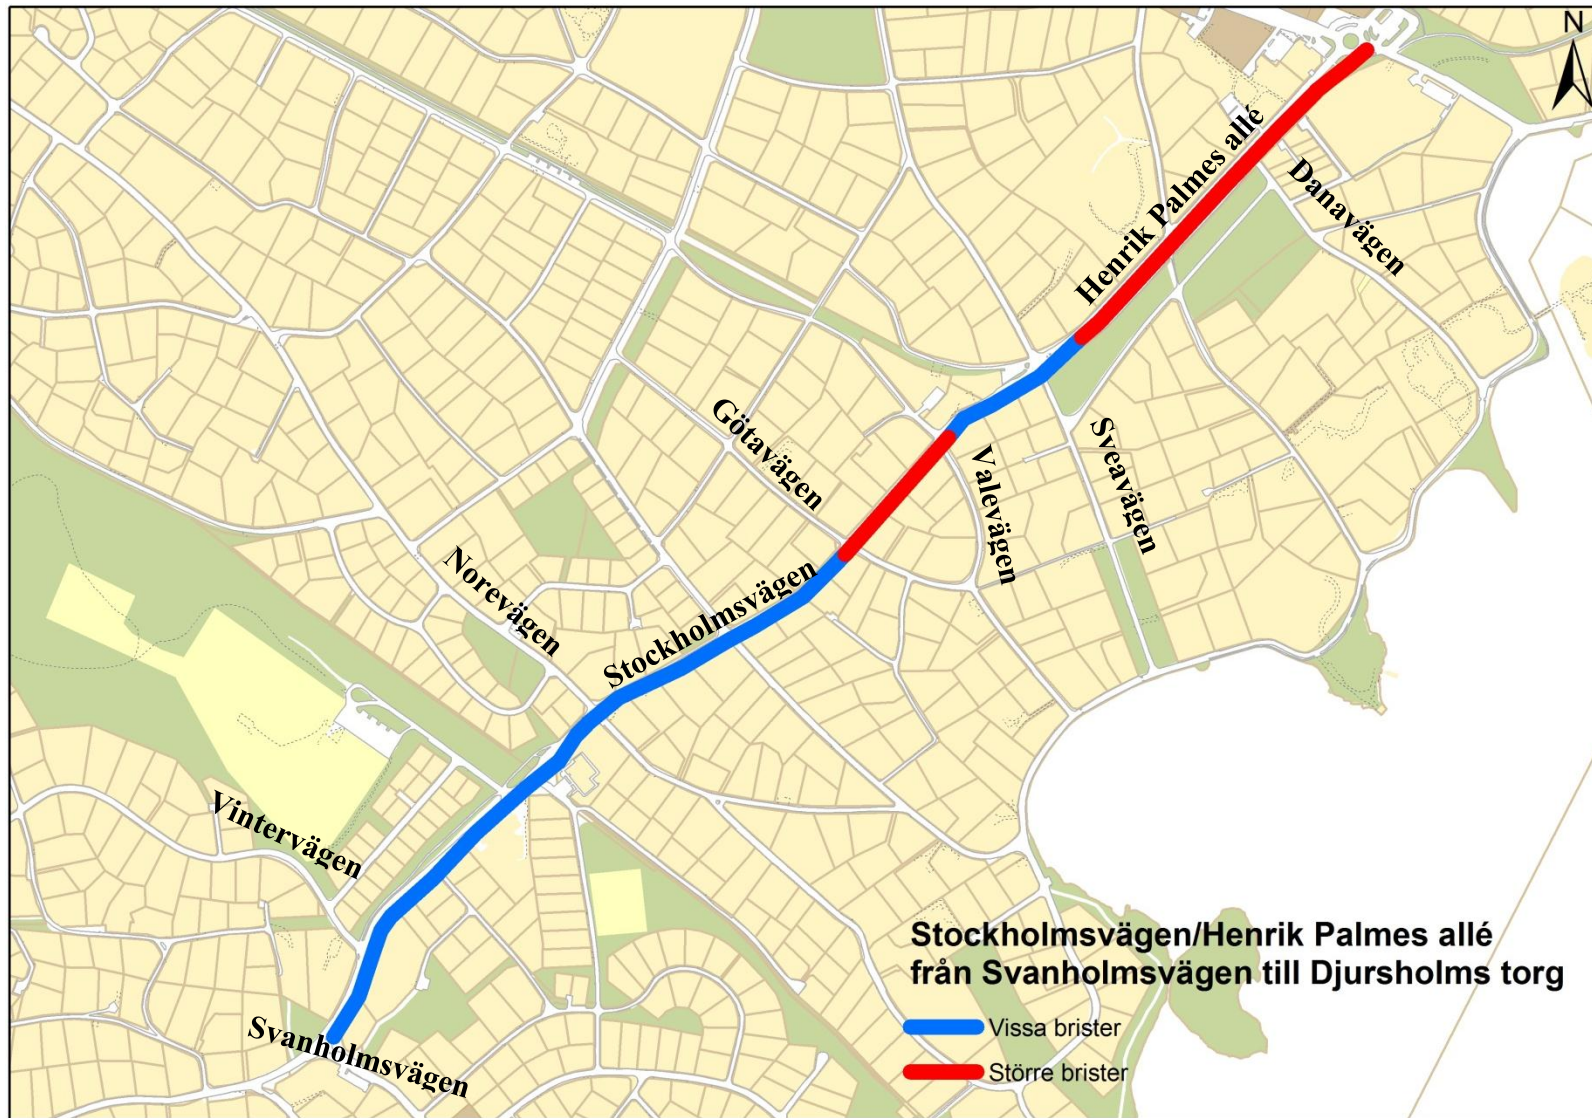 N
Henrik Palmes allé
Danavägen
Götavägen
Valevägen
Sveavägen
Norevägen
Stockholmsvägen
Vintervägen
Svanholmsvägen
Stockholmsvägen/Henrik Palmes allé
från Svanholmsvägen till Djursholms torg
Vissa brister
Större brister